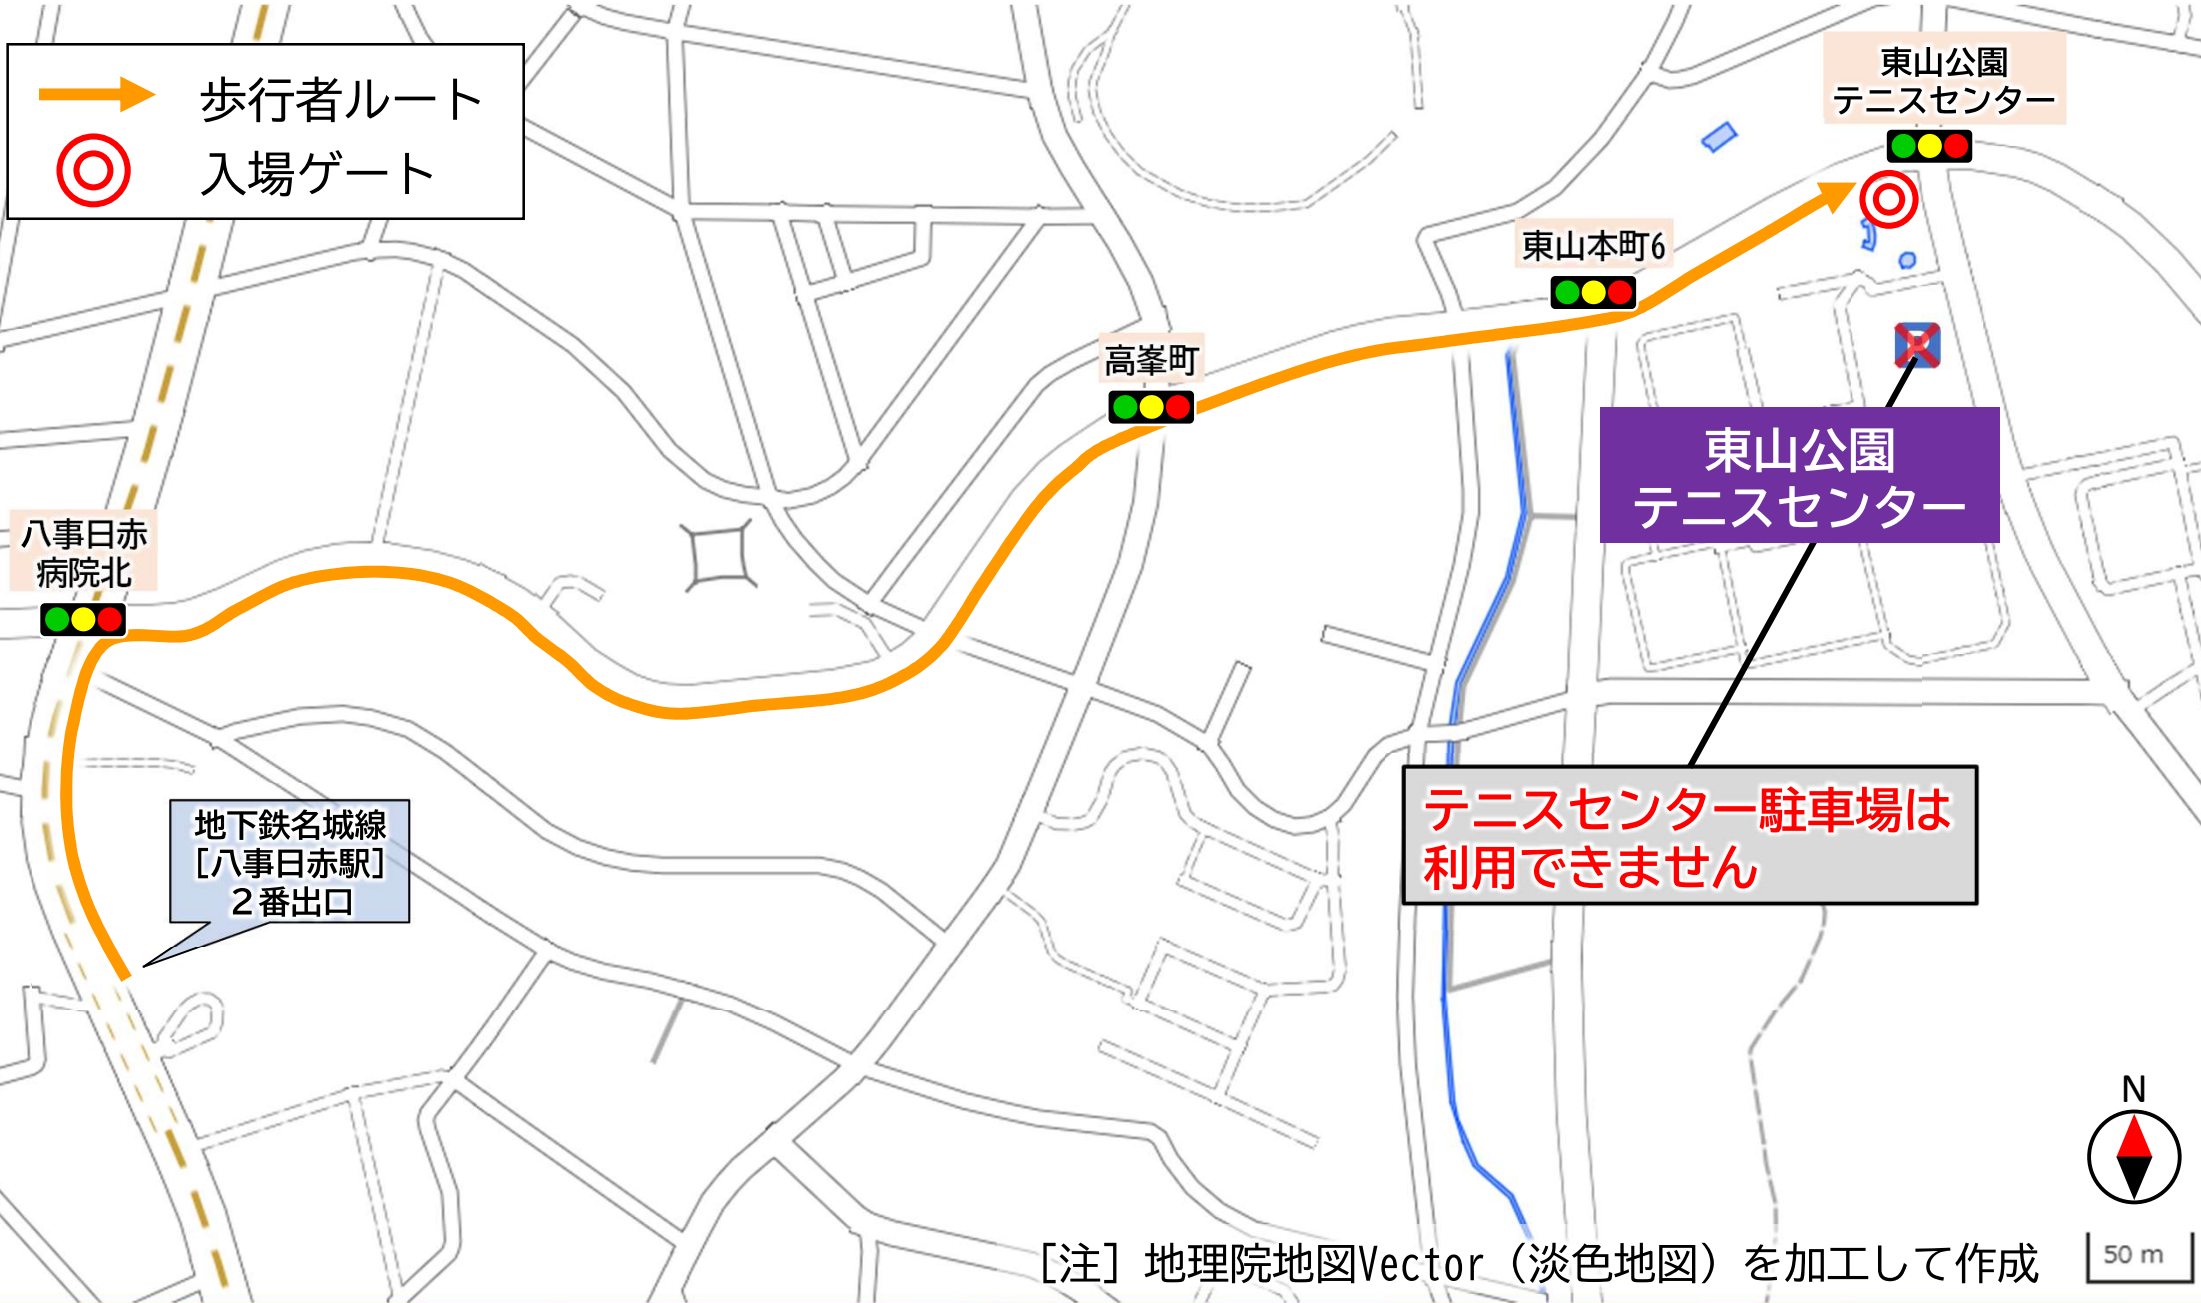 歩行者ルート
入場ゲート
東山公園
テニスセンター
東山本町6
高峯町
八事日赤
病院北
東山公園
テニスセンター
地下鉄名城線
[八事日赤駅]
2番出口
テニスセンター駐車場は
利用できません
N
50 m
[注] 地理院地図Vector（淡色地図）を加工して作成